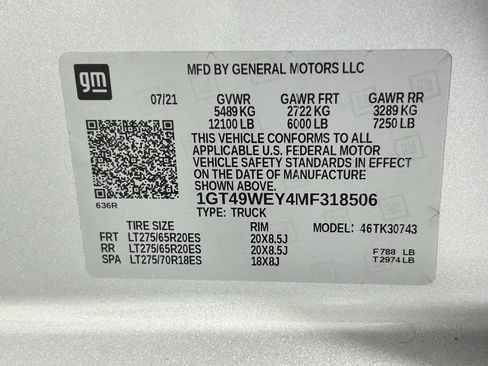 gm
MFD BY GENERAL MOTORS LLC
07/21 GVWR GAWR FRT GAWR RR
5489 KG 2722 KG 3289 KG
12100 LB 6000 LB 7250 LB
THIS VEHICLE CONFORMS TO ALL
APPLICABLE U.S. FEDERAL MOTOR
VEHICLE SAFETY STANDARDS IN EFFECT
ON THE DATE OF MANUFACTURE
SHOWN ABOVE.
1GT49WEY4MF318506
636R
TYPE: TRUCK
TIRE SIZE RIM MODEL: 46TK30743
FRT LT275/65R20ES 20X8.5J
RR LT275/65R20ES 20X8.5J F 788 LB
SPA LT275/70R18ES 18X8J T 2974 LB